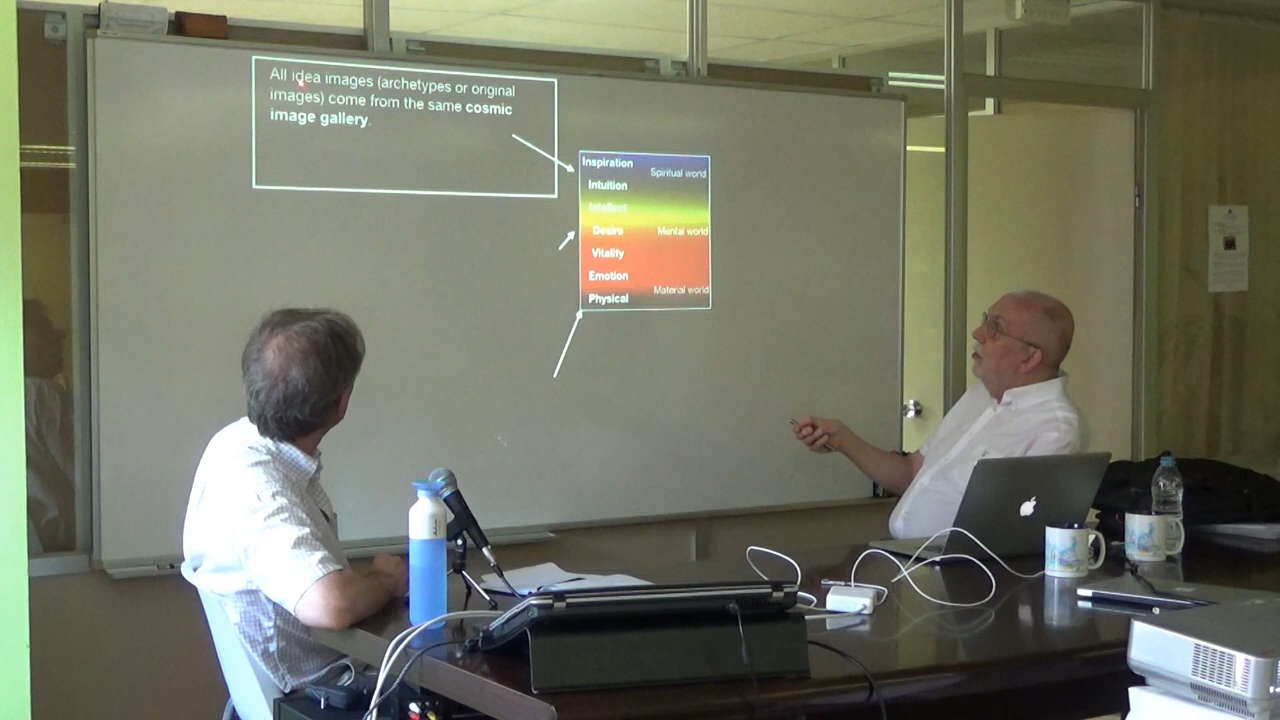 All idea images (archetypes or original
images) come from the same cosmic
image gallery.
Inspiration
Spiritual world
Intuition
Intellect
Desire
Mental world
Vitality
Emotion
Material world
Physical